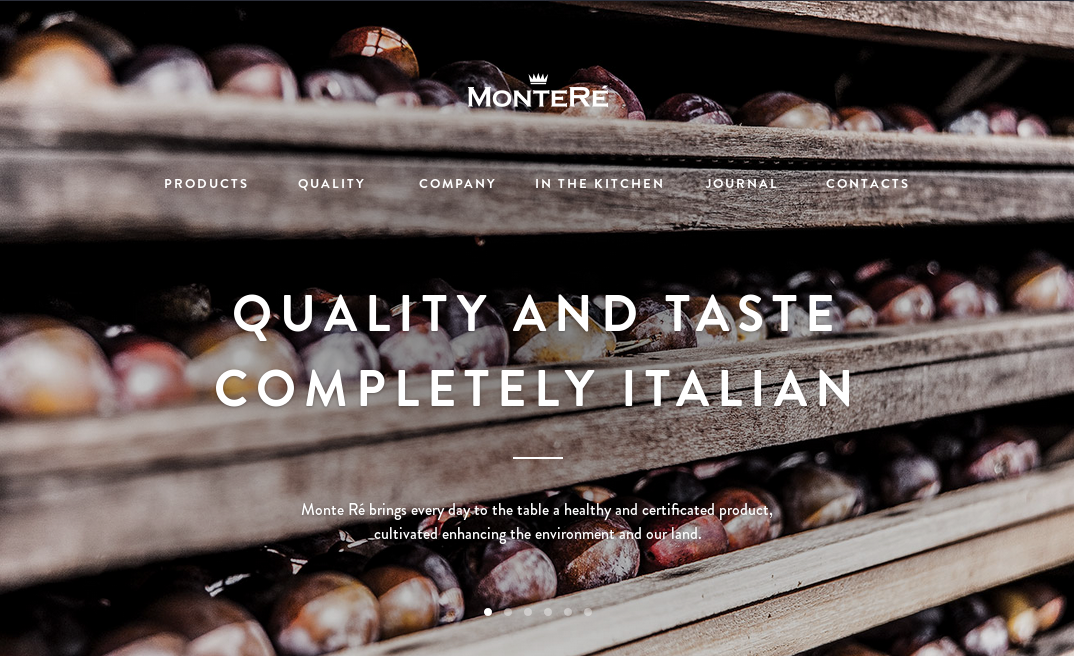 MONTERÉ
PRODUCTS QUALITY COMPANY IN THE KITCHEN JOURNAL CONTACTS
QUALITY AND TASTE
COMPLETELY ITALIAN
Monte Ré brings every day to the table a healthy and certificated product,
cultivated enhancing the environment and our land.